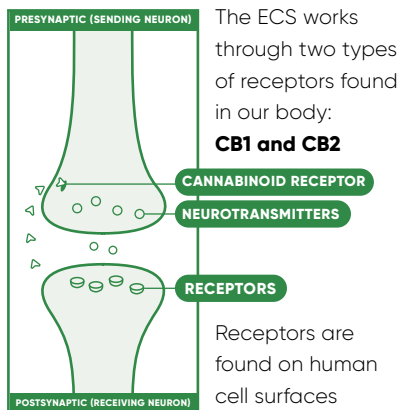 PRESYNAPTIC (SENDING NEURON)
The ECS works
through two types
of receptors found
in our body:
CB1 and CB2
CANNABINOID RECEPTOR
NEUROTRANSMITTERS
RECEPTORS
Receptors are
found on human
cell surfaces
POSTSYNAPTIC (RECEIVING NEURON)